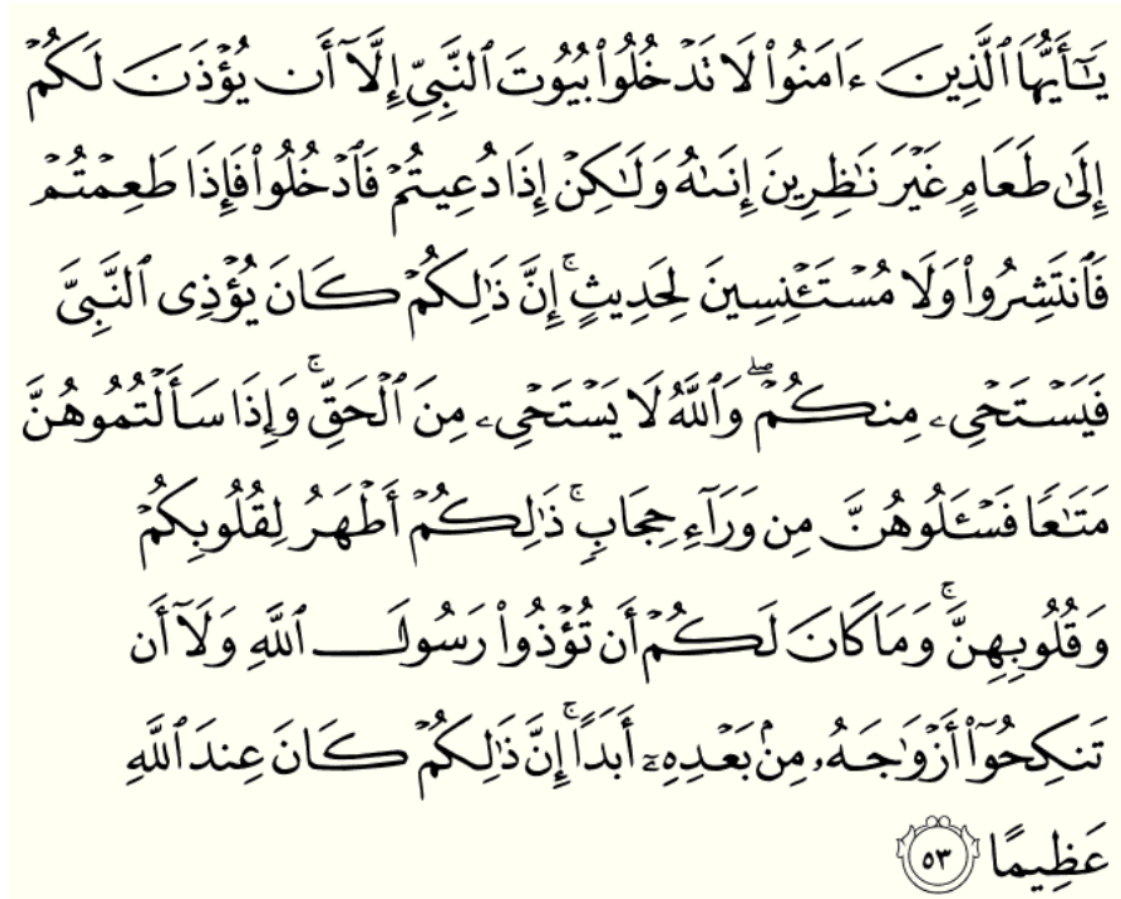 يَـٰٓأَيُّهَا ٱلَّذِينَ ءَامَنُوا۟ لَا تَدْخُلُوا۟ بُيُوتَ ٱلنَّبِىِّ إِلَّآ أَن يُؤْذَنَ لَكُمْ
إِلَىٰ طَعَامٍ غَيْرَ نَـٰظِرِينَ إِنَىٰهُ وَلَـٰكِنْ إِذَا دُعِيتُمْ فَٱدْخُلُوا۟ فَإِذَا طَعِمْتُمْ
فَٱنتَشِرُوا۟ وَلَا مُسْتَـْٔنِسِينَ لِحَدِيثٍ ۚ إِنَّ ذَٰلِكُمْ كَانَ يُؤْذِى ٱلنَّبِىَّ
فَيَسْتَحْىِۦ مِنكُمْ ۖ وَٱللَّهُ لَا يَسْتَحْىِۦ مِنَ ٱلْحَقِّ ۚ وَإِذَا سَأَلْتُمُوهُنَّ
مَتَـٰعًا فَسْـَٔلُوهُنَّ مِن وَرَآءِ حِجَابٍ ۚ ذَٰلِكُمْ أَطْهَرُ لِقُلُوبِكُمْ
وَقُلُوبِهِنَّ ۚ وَمَا كَانَ لَكُمْ أَن تُؤْذُوا۟ رَسُولَ ٱللَّهِ وَلَآ أَن
تَنكِحُوٓا۟ أَزْوَٰجَهُۥ مِنۢ بَعْدِهِۦٓ أَبَدًا ۚ إِنَّ ذَٰلِكُمْ كَانَ عِندَ ٱللَّهِ
عَظِيمًا ٥٣